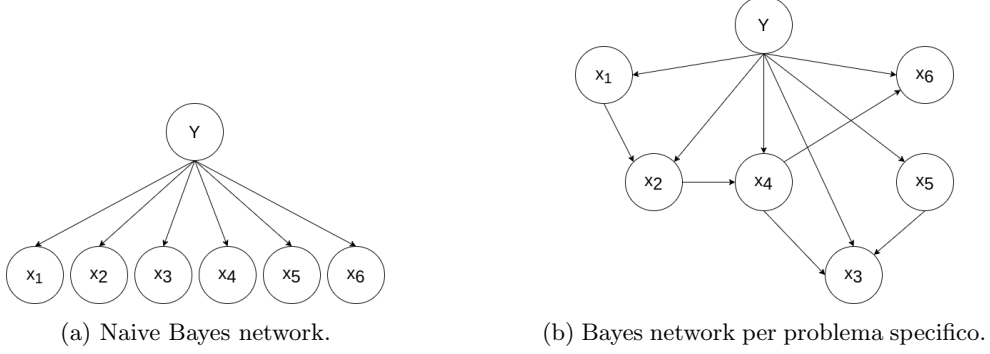 Y
x1 x2 x3 x4 x5 x6
(a) Naive Bayes network.
Y
x1
x6
x2
x4
x5
x3
(b) Bayes network per problema specifico.